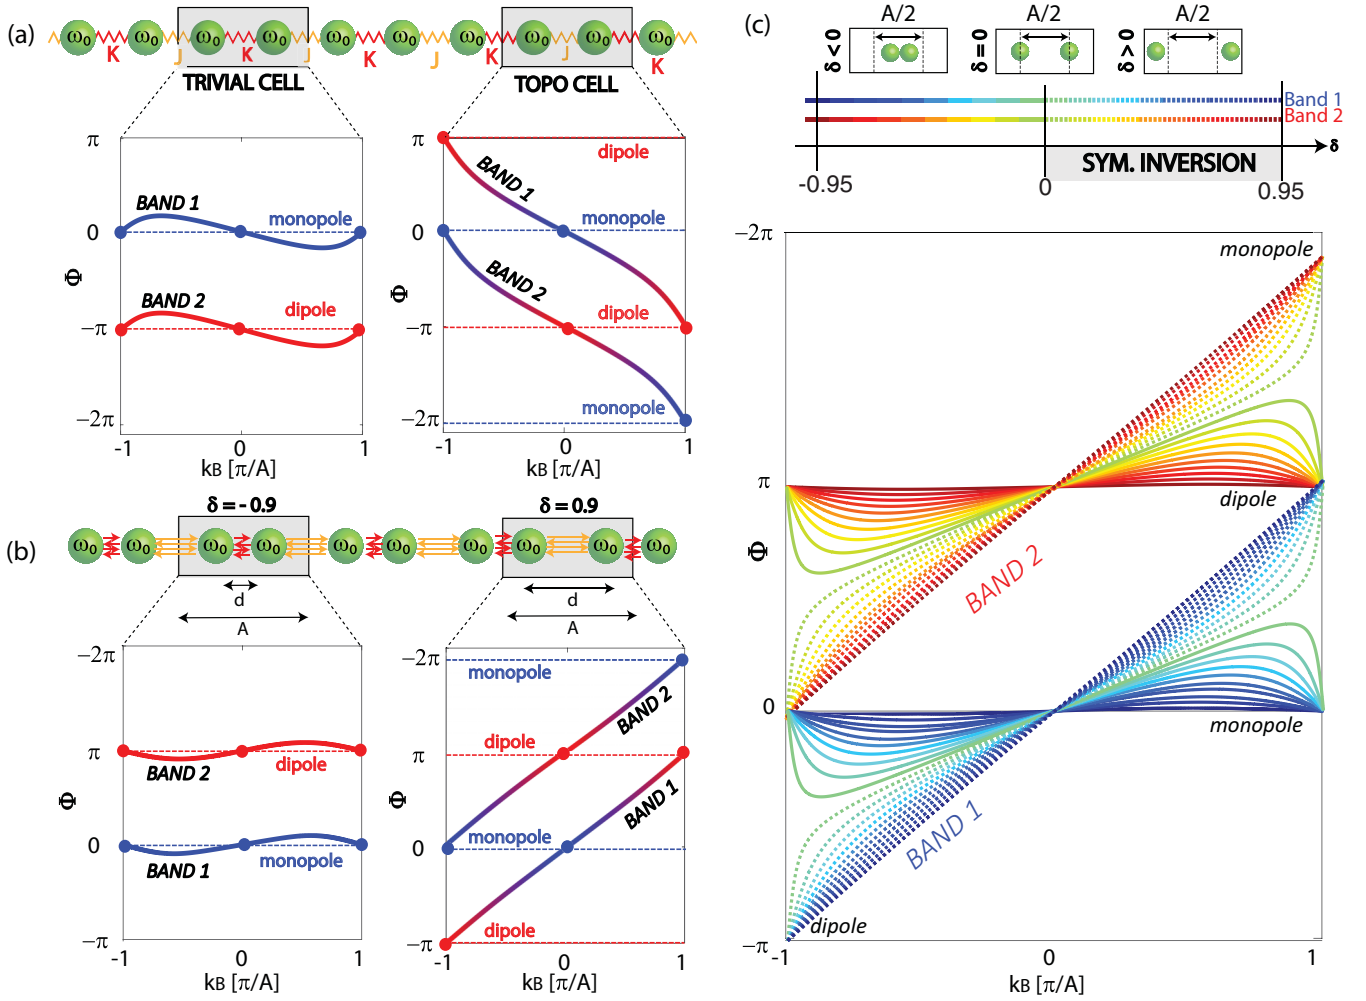 (a)
ω₀ ω₀ ω₀ ω₀ ω₀ ω₀ ω₀ ω₀ ω₀ ω₀
K J K J K J K J K
TRIVIAL CELL
TOPO CELL
π
0
Φ
−π
−2π
BAND 1
monopole
BAND 2
dipole
-1 0 1
kB [π/A]
π
0
Φ
−π
−2π
dipole
BAND 1
monopole
BAND 2
dipole
monopole
-1 0 1
kB [π/A]
(b)
δ = - 0.9
δ = 0.9
ω₀ ω₀ ω₀ ω₀ ω₀ ω₀ ω₀ ω₀ ω₀
d
A
d
A
−2π
π
Φ
0
−π
BAND 2
dipole
BAND 1
monopole
-1 0 1
kB [π/A]
−2π
π
Φ
0
−π
monopole
BAND 2
dipole
BAND 1
monopole
dipole
-1 0 1
kB [π/A]
(c)
A/2 A/2 A/2
δ < 0
δ = 0
δ > 0
Band 1
Band 2
δ
SYM. INVERSION
-0.95 0 0.95
−2π
π
Φ
0
−π
monopole
dipole
BAND 2
monopole
BAND 1
dipole
-1 0 1
kB [π/A]